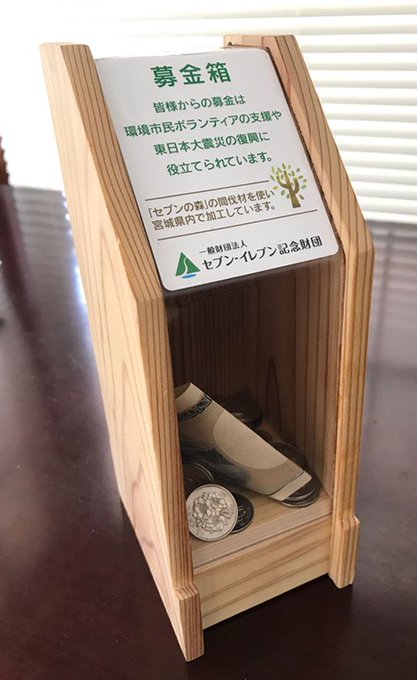 募金箱
皆様からの募金は
環境市民ボランティアの支援や
東日本大震災の復興に
役立てられています。
「セブンの森」の間伐材を使い
宮城県内で加工しています。
一般財団法人
セブン-イレブン記念財団